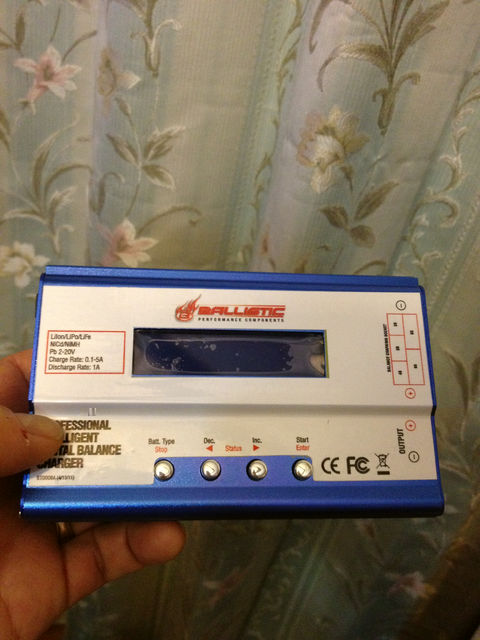 BALLISTIC
PERFORMANCE COMPONENTS
LiIon/LiPo/LiFe
NiCd/NiMH
Pb 2-20V
Charge Rate: 0.1-5A
Discharge Rate: 1A
OFESSIONAL
LLIGENT
TAL BALANCE
CHARGER
Batt. Type
Stop
Dec.
Status
Inc.
Start
Enter
CE FC
OUTPUT